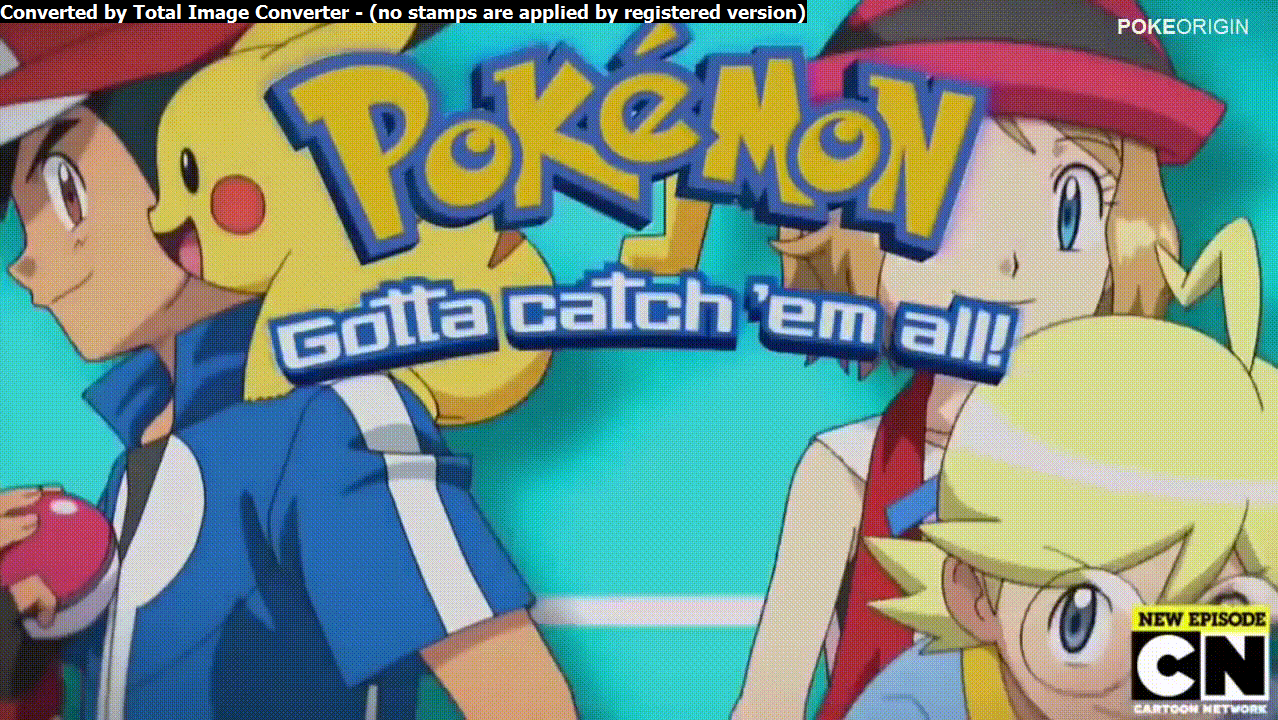 Converted by Total Image Converter - (no stamps are applied by registered version)
POKEORIGIN
POKéMON
Gotta catch 'em all!
NEW EPISODE
CN
CARTOON NETWORK